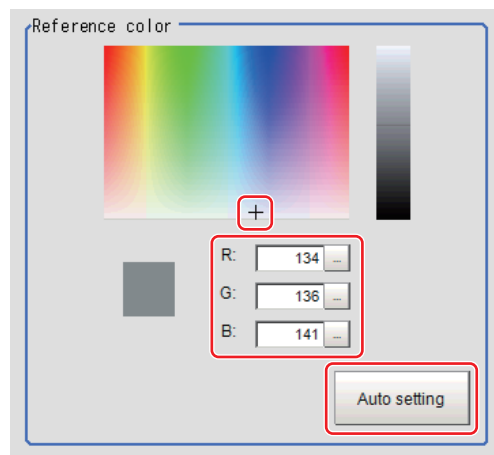 Reference color
R: 134 ...
G: 136 ...
B: 141 ...
Auto setting